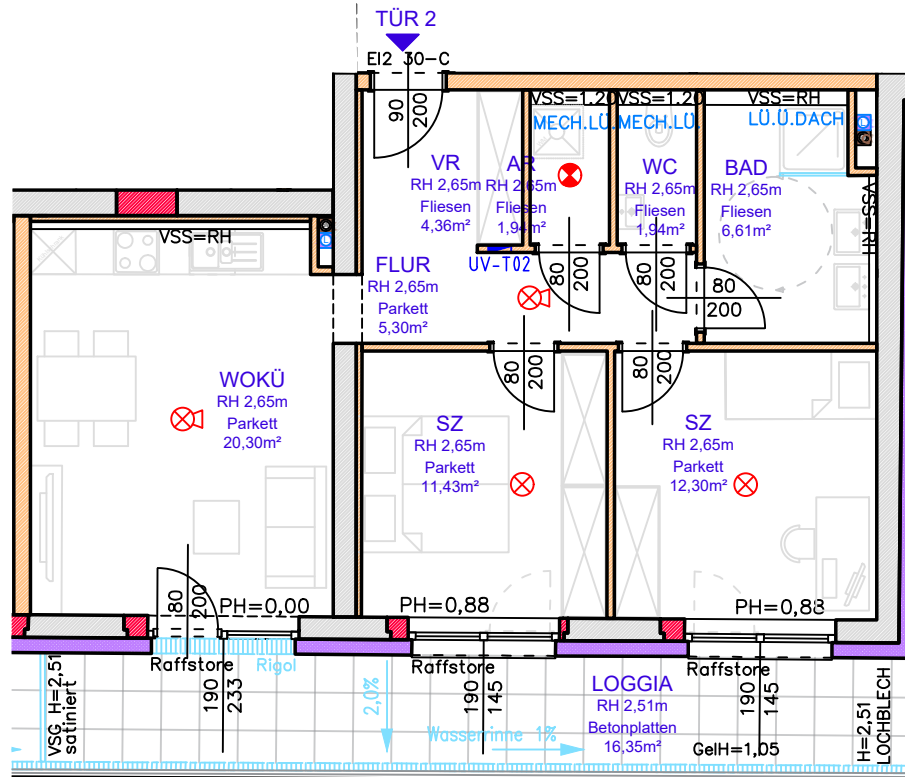 TÜR 2
EI2 30-C
90
200
VSS=1.20
VSS=1.20
VSS=RH
MECH.LÜ.
MECH.LÜ.
LÜ.Ü.DACH
VR
RH 2,65m
Fliesen
4,36m²
AR
RH 2,65m
Fliesen
1,94m²
WC
RH 2,65m
Fliesen
1,94m²
BAD
RH 2,65m
Fliesen
6,61m²
VSS=RH
VSS=RH
L
L
UV-T02
FLUR
RH 2,65m
Parkett
5,30m²
80
200
80
200
80
200
80
200
80
200
WOKÜ
RH 2,65m
Parkett
20,30m²
SZ
RH 2,65m
Parkett
11,43m²
SZ
RH 2,65m
Parkett
12,30m²
80
200
PH=0,00
PH=0,88
PH=0,88
Raffstore
Rigol
Raffstore
Raffstore
VSG H=2,51
satiniert
190
233
2,0%
190
145
190
145
Wasserrinne 1%
LOGGIA
RH 2,51m
Betonplatten
16,35m²
GelH=1,05
H=2,51
LOCHBLECH